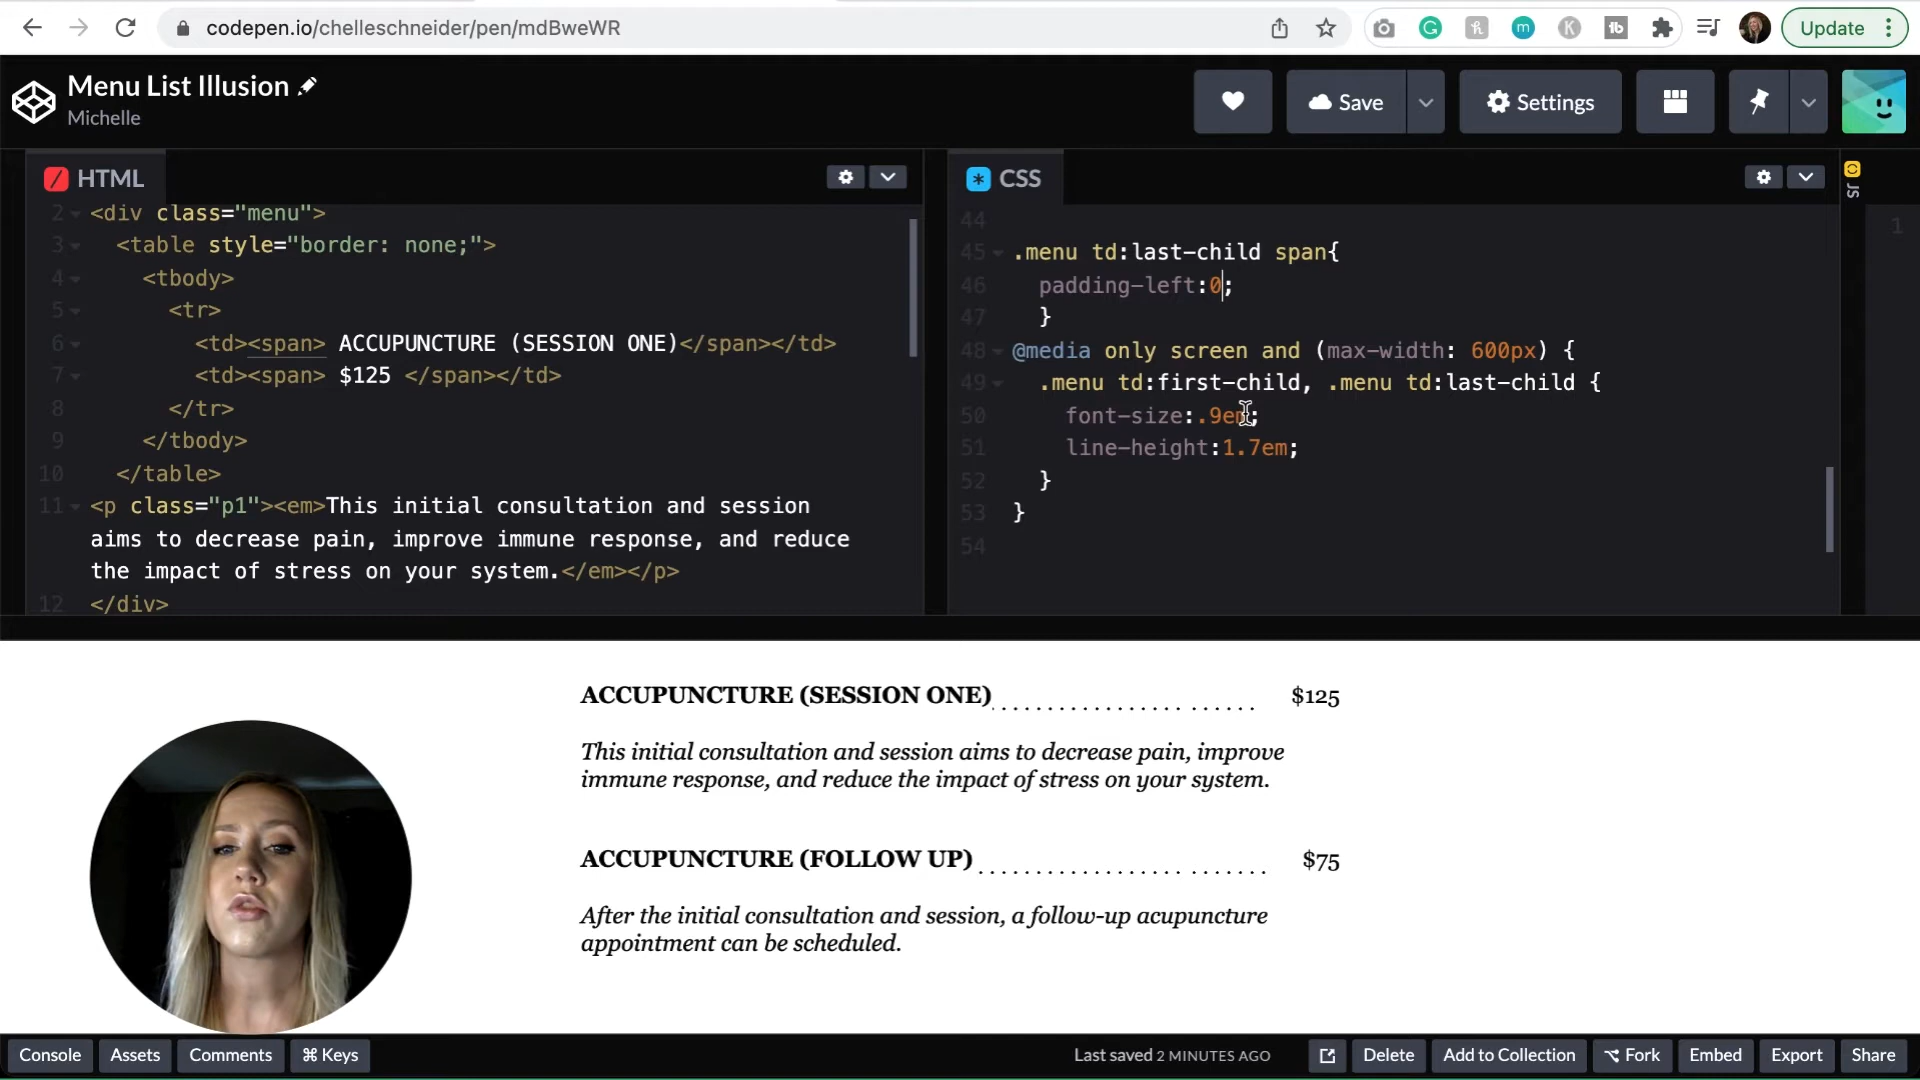 codepen.io/chelleschneider/pen/mdBweWR
Update
Menu List Illusion
Michelle
Save
Settings
HTML
2 <div class="menu">
3 <table style="border: none;">
4 <tbody>
5 <tr>
6 <td><span> ACCUPUNCTURE (SESSION ONE)</span></td>
7 <td><span> $125 </span></td>
8 </tr>
9 </tbody>
10 </table>
11 <p class="p1"><em>This initial consultation and session
aims to decrease pain, improve immune response, and reduce
the impact of stress on your system.</em></p>
12 </div>
CSS
44
45 .menu td:last-child span{
46 padding-left:0;
47 }
48 @media only screen and (max-width: 600px) {
49 .menu td:first-child, .menu td:last-child {
50 font-size:.9em;
51 line-height:1.7em;
52 }
53 }
54
JS
1
ACCUPUNCTURE (SESSION ONE) . . . . . . . . . . . . . . . . . . . . . . . $125
This initial consultation and session aims to decrease pain, improve
immune response, and reduce the impact of stress on your system.
ACCUPUNCTURE (FOLLOW UP) . . . . . . . . . . . . . . . . . . . . . . . . . $75
After the initial consultation and session, a follow-up acupuncture
appointment can be scheduled.
Console
Assets
Comments
⌘ Keys
Last saved 2 MINUTES AGO
Delete
Add to Collection
Fork
Embed
Export
Share